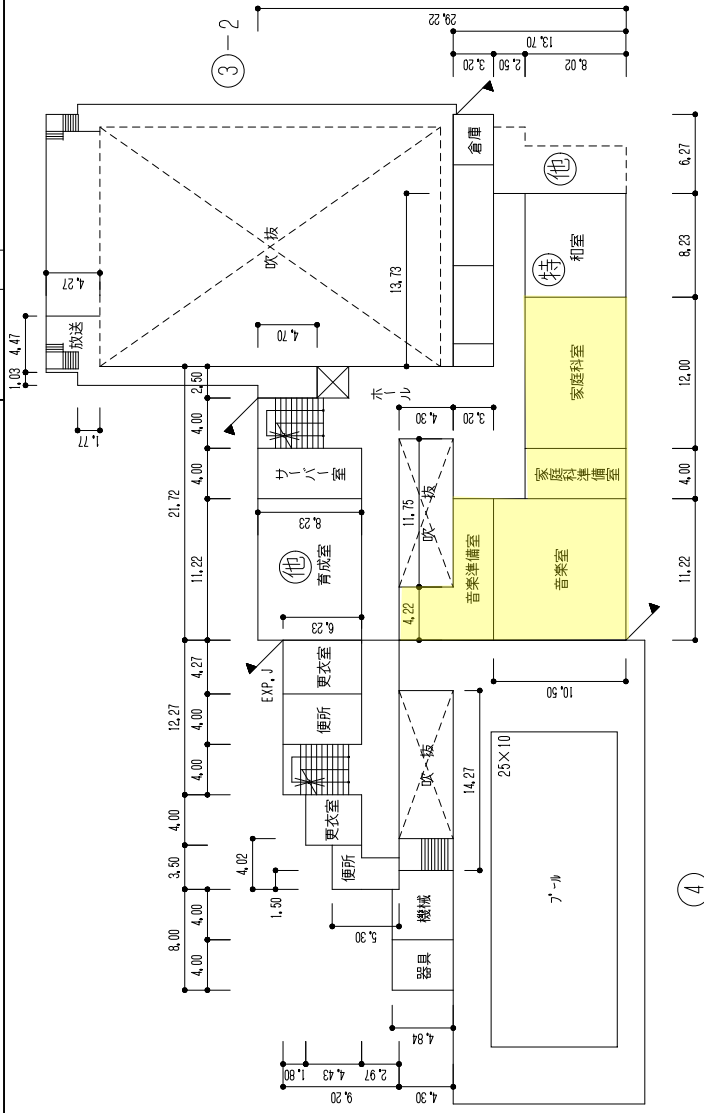 ③-2
29.22
13.70
3.20
2.50
8.02
4.27
1.03
4.47
放送
1.77
吹 抜
13.73
4.70
倉庫
他
6.27
特
和室
8.23
2.50
4.00
4.00
21.72
11.22
サーバー室
8.23
他
育成室
6.23
ホール
4.30
3.20
11.75
吹 抜
4.22
家庭科室
12.00
家庭科準備室
4.00
音楽準備室
音楽室
11.22
10.50
EXP.J
4.27
12.27
4.00
4.00
更衣室
便所
4.00
更衣室
3.50
便所
4.02
1.50
8.00
4.00
4.00
5.30
機械
器具
吹 抜
14.27
25×10
プール
4.84
1.80
4.43
2.97
9.20
4.30
④